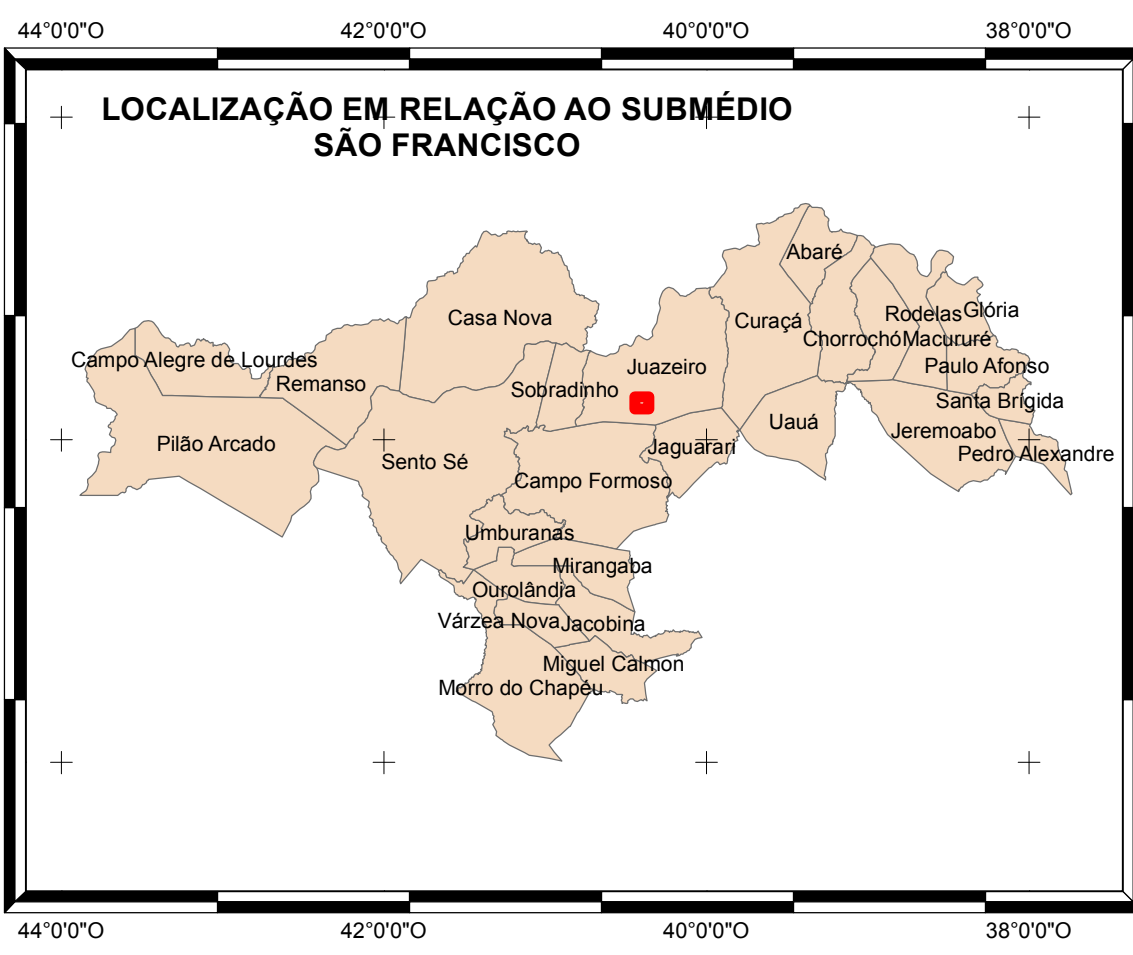 44°0'0"O 42°0'0"O 40°0'0"O 38°0'0"O
LOCALIZAÇÃO EM RELAÇÃO AO SUBMÉDIO
SÃO FRANCISCO
Abaré
Casa Nova
Curaçá
Rodelas
Glória
Chorrochó
Macururé
Campo Alegre de Lourdes
Juazeiro
Paulo Afonso
Remanso
Sobradinho
Santa Brígida
Uauá
Jeremoabo
Pilão Arcado
Jaguarari
Pedro Alexandre
Sento Sé
Campo Formoso
Umburanas
Mirangaba
Ourolândia
Várzea Nova
Jacobina
Miguel Calmon
Morro do Chapéu
44°0'0"O 42°0'0"O 40°0'0"O 38°0'0"O